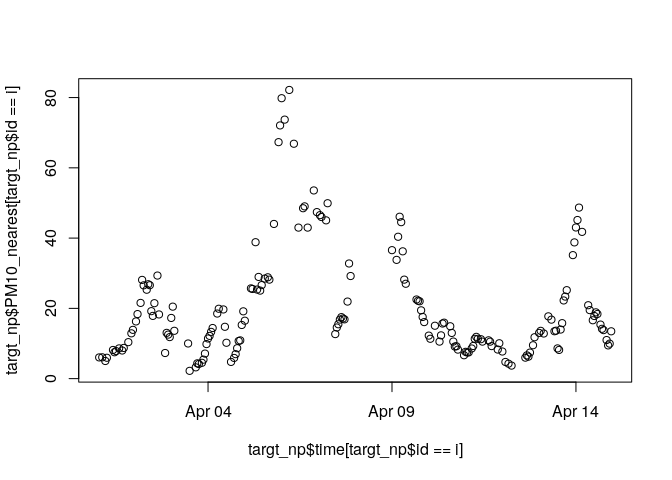 targt_np$PM10_nearest[targt_np$id == i]
80
60
40
20
0
Apr 04
Apr 09
Apr 14
targt_np$time[targt_np$id == i]